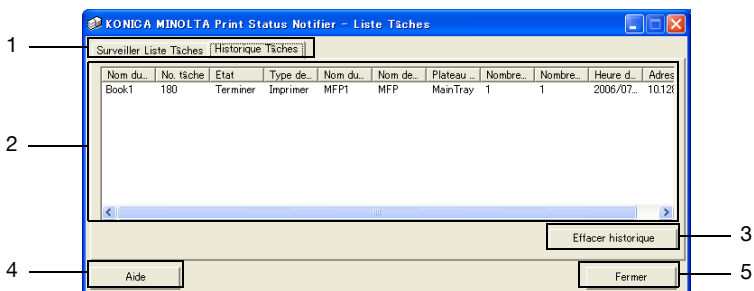 KONICA MINOLTA Print Status Notifier - Liste Tâches
1
Surveiller Liste Tâches Historique Tâches
Nom du... No. tâche Etat Type de... Nom du... Nom de... Plateau ... Nombre... Nombre... Heure d... Adres
Book1 180 Terminer Imprimer MFP1 MFP MainTray 1 1 2006/07... 10.128
2
Effacer historique 3
4 Aide Fermer 5